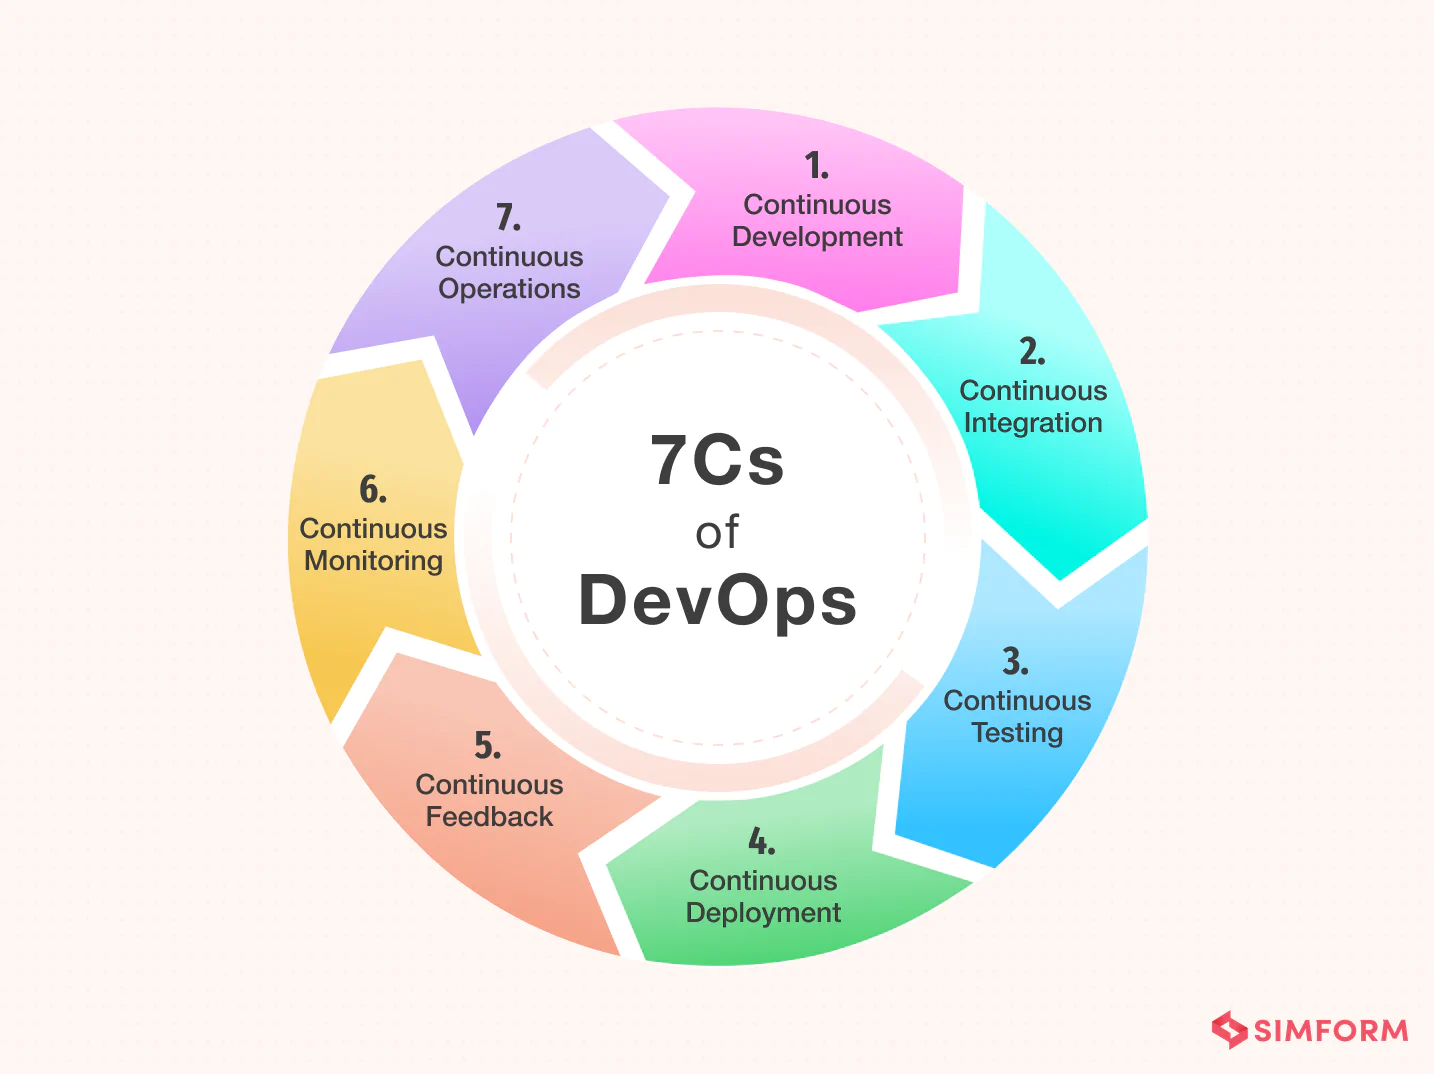 7Cs
of
DevOps
1.
Continuous
Development
2.
Continuous
Integration
3.
Continuous
Testing
4.
Continuous
Deployment
5.
Continuous
Feedback
6.
Continuous
Monitoring
7.
Continuous
Operations
SIMFORM